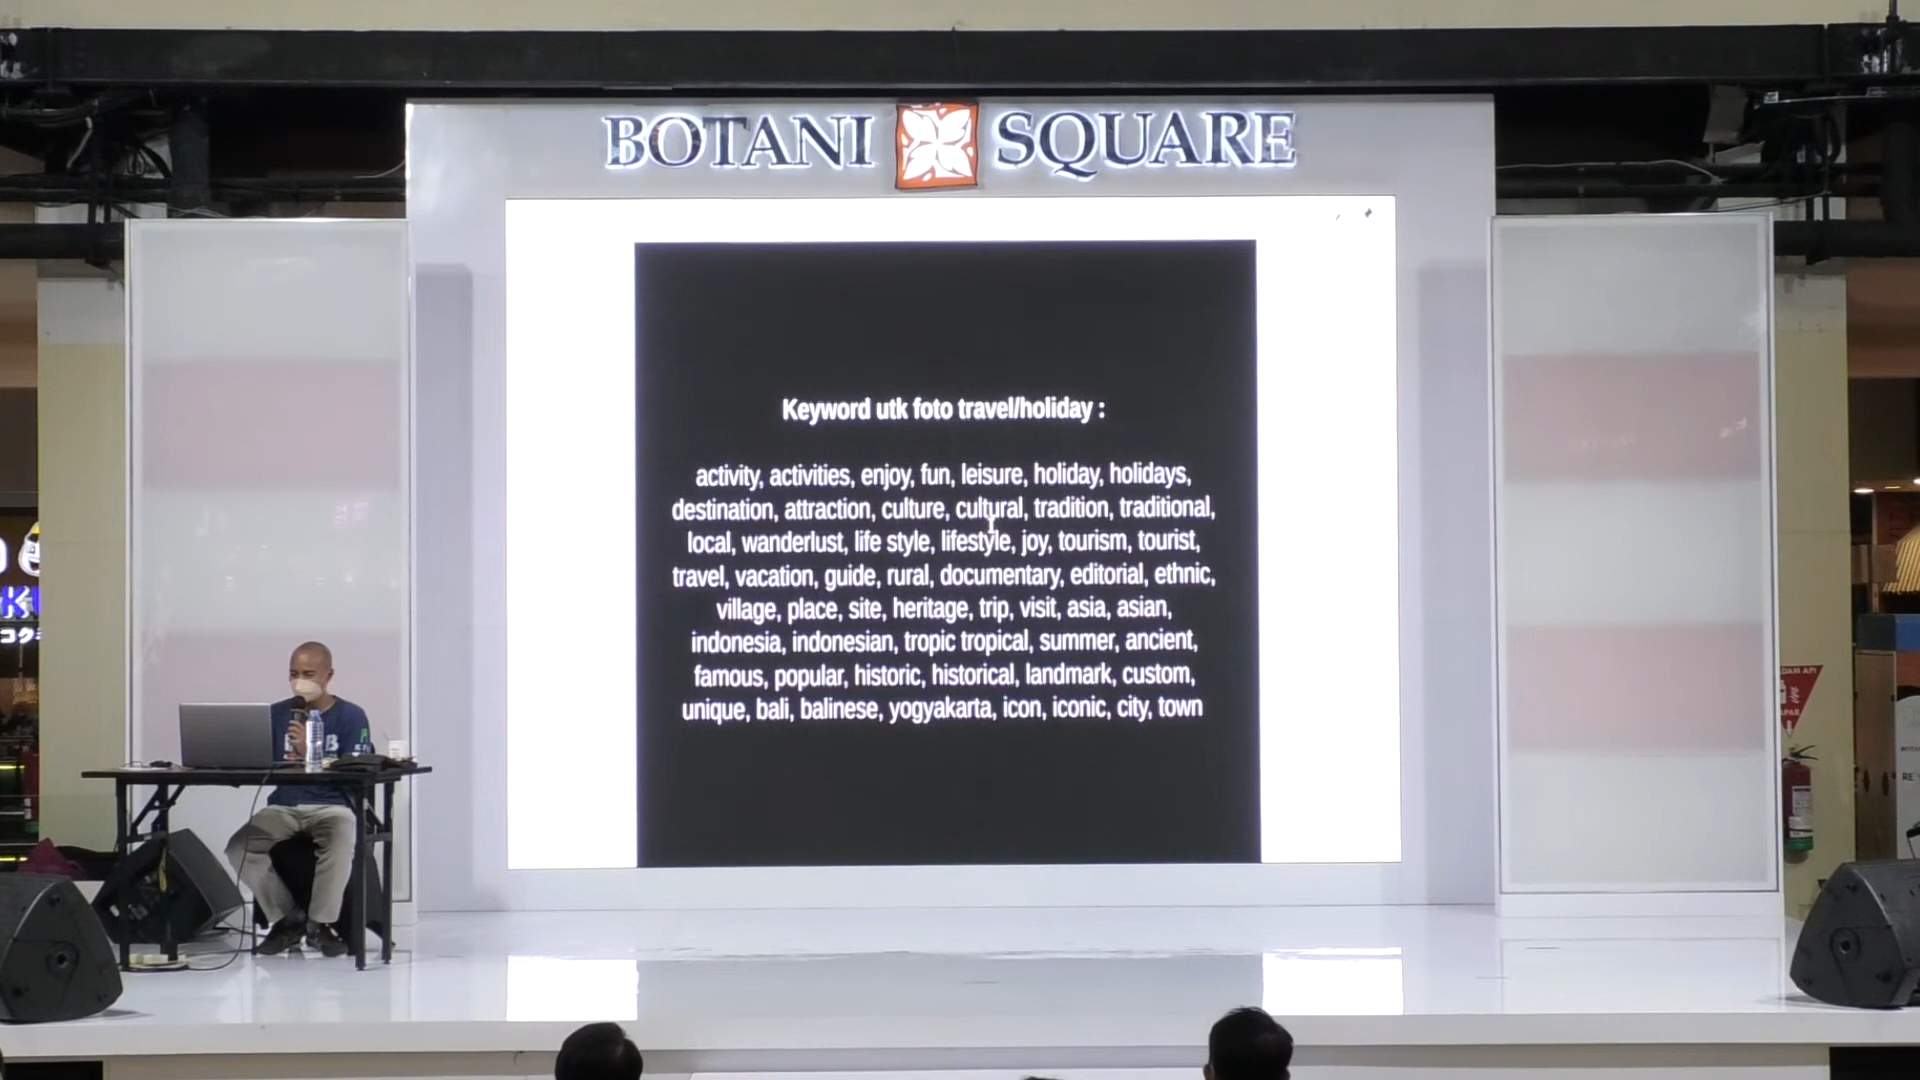 BOTANI SQUARE
Keyword utk foto travel/holiday :
activity, activities, enjoy, fun, leisure, holiday, holidays,
destination, attraction, culture, cultural, tradition, traditional,
local, wanderlust, life style, lifestyle, joy, tourism, tourist,
travel, vacation, guide, rural, documentary, editorial, ethnic,
village, place, site, heritage, trip, visit, asia, asian,
indonesia, indonesian, tropic tropical, summer, ancient,
famous, popular, historic, historical, landmark, custom,
unique, bali, balinese, yogyakarta, icon, iconic, city, town